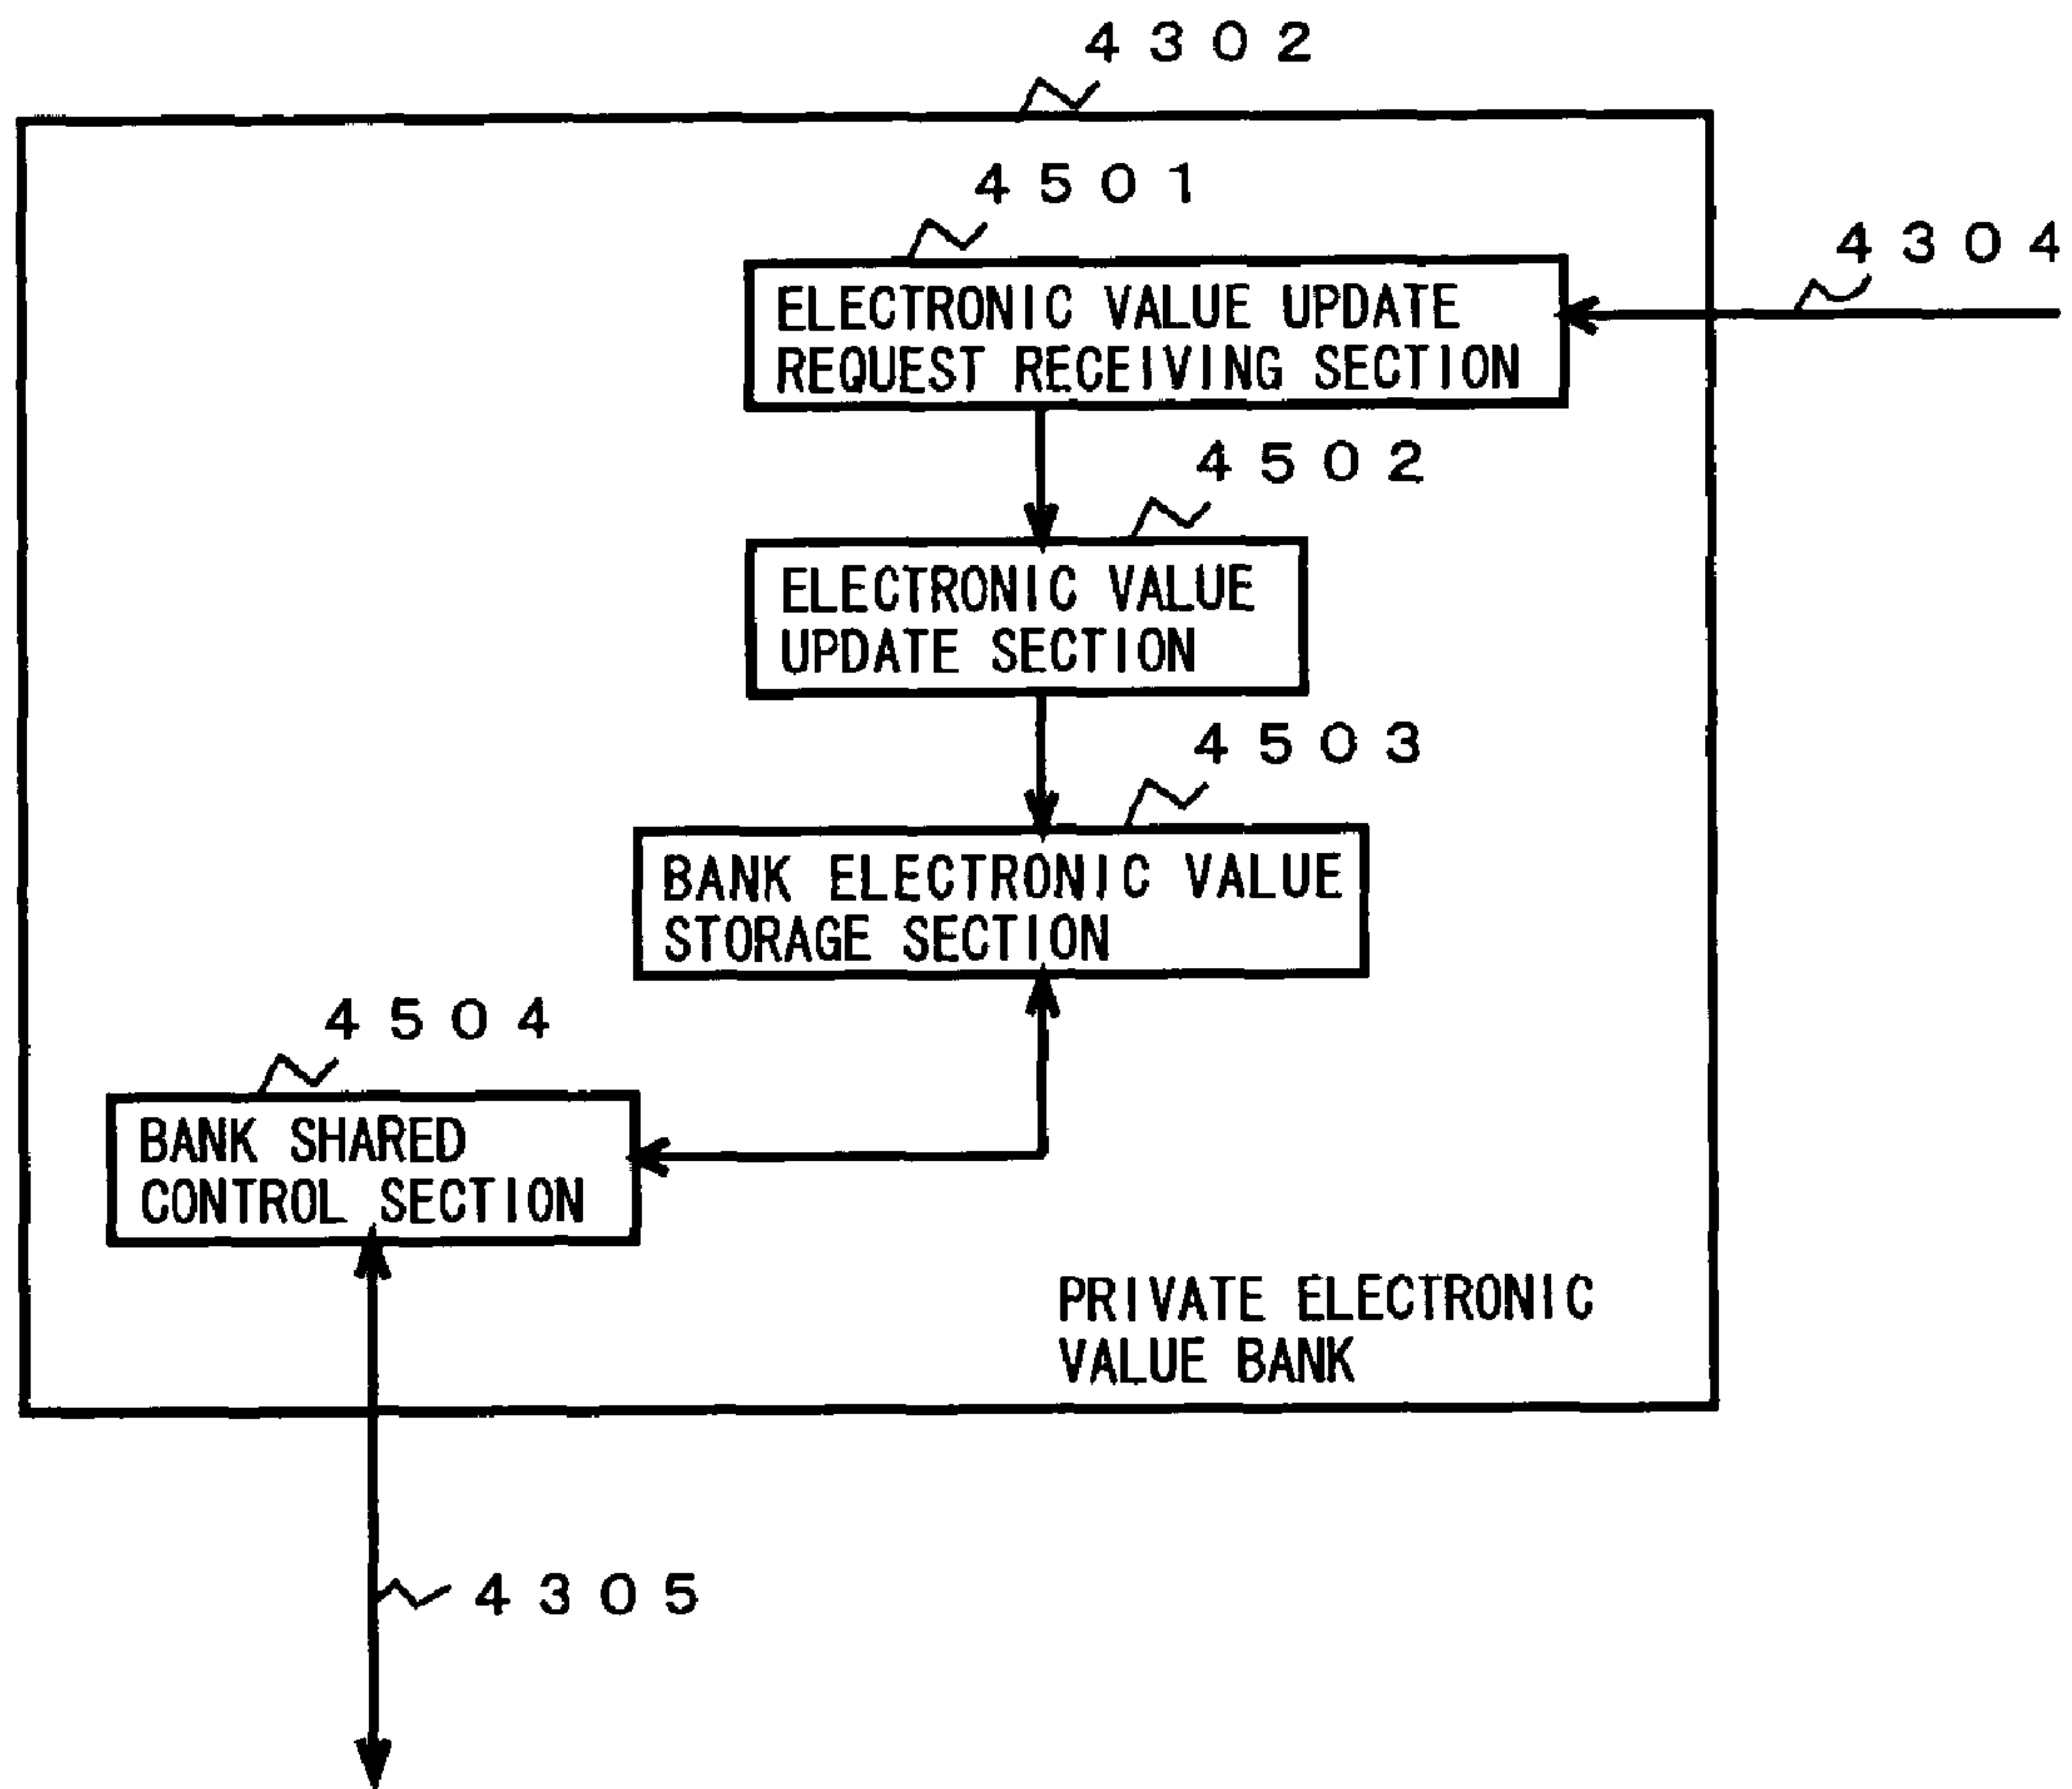 4302
4501
4304
ELECTRONIC VALUE UPDATE
REQUEST RECEIVING SECTION
4502
ELECTRONIC VALUE
UPDATE SECTION
4503
BANK ELECTRONIC VALUE
STORAGE SECTION
4504
BANK SHARED
CONTROL SECTION
PRIVATE ELECTRONIC
VALUE BANK
4305